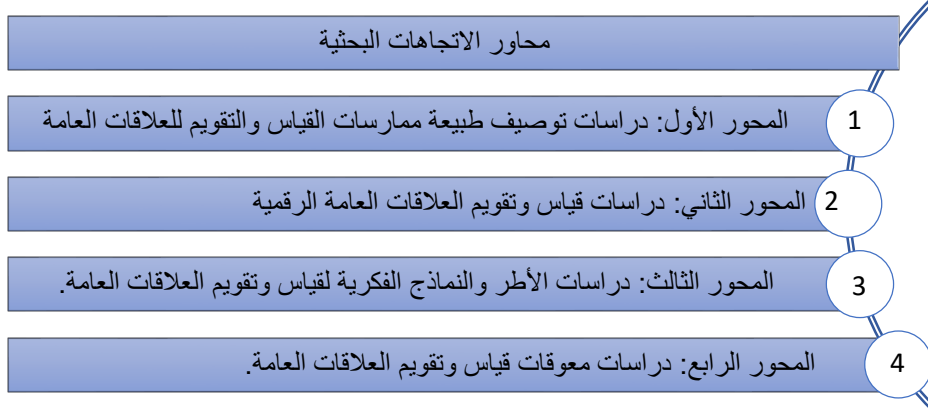 محاور الاتجاهات البحثية
1 المحور الأول: دراسات توصيف طبيعة ممارسات القياس والتقويم للعلاقات العامة
2 المحور الثاني: دراسات قياس وتقويم العلاقات العامة الرقمية
3 المحور الثالث: دراسات الأطر والنماذج الفكرية لقياس وتقويم العلاقات العامة.
4 المحور الرابع: دراسات معوقات قياس وتقويم العلاقات العامة.